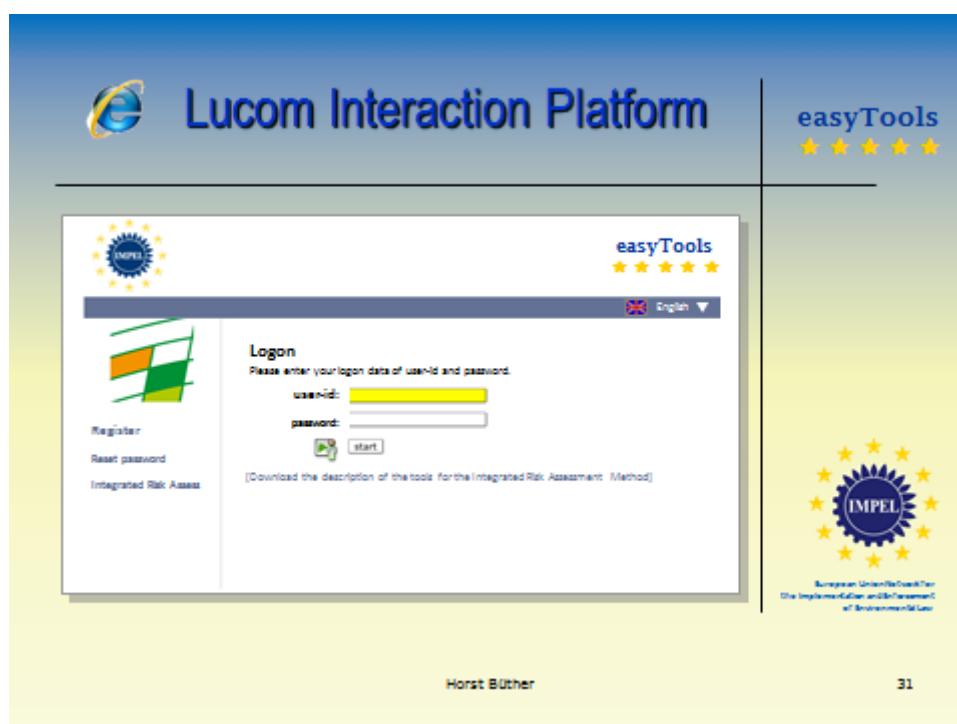 Lucom Interaction Platform
easyTools
IMPEL
easyTools
English
Logon
Please enter your logon data of user-id and password.
user-id:
password:
start
[Download the description of the tools for the Integrated Risk Assessment Method]
Register
Reset password
Integrated Risk Assess
IMPEL
European Union Network for
the Implementation and Enforcement
of Environmental Law
Horst Büther
31